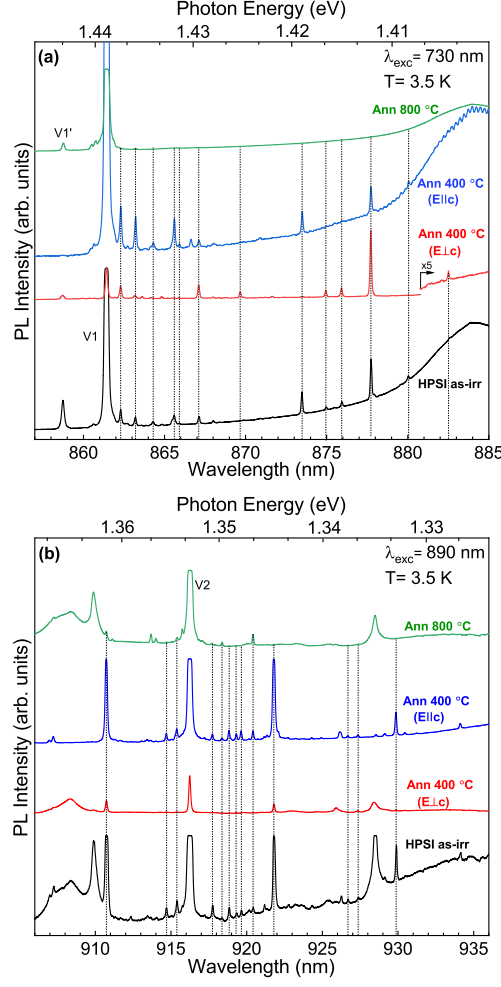 Photon Energy (eV)
1.44 1.43 1.42 1.41
(a)
λexc= 730 nm
T= 3.5 K
Ann 800 °C
V1'
Ann 400 °C
(E||c)
Ann 400 °C
(E⊥c)
x5
V1
HPSI as-irr
PL Intensity (arb. units)
860 865 870 875 880 885
Wavelength (nm)
Photon Energy (eV)
1.36 1.35 1.34 1.33
(b)
λexc= 890 nm
T= 3.5 K
V2
Ann 800 °C
Ann 400 °C
(E||c)
Ann 400 °C
(E⊥c)
HPSI as-irr
PL Intensity (arb. units)
910 915 920 925 930 935
Wavelength (nm)